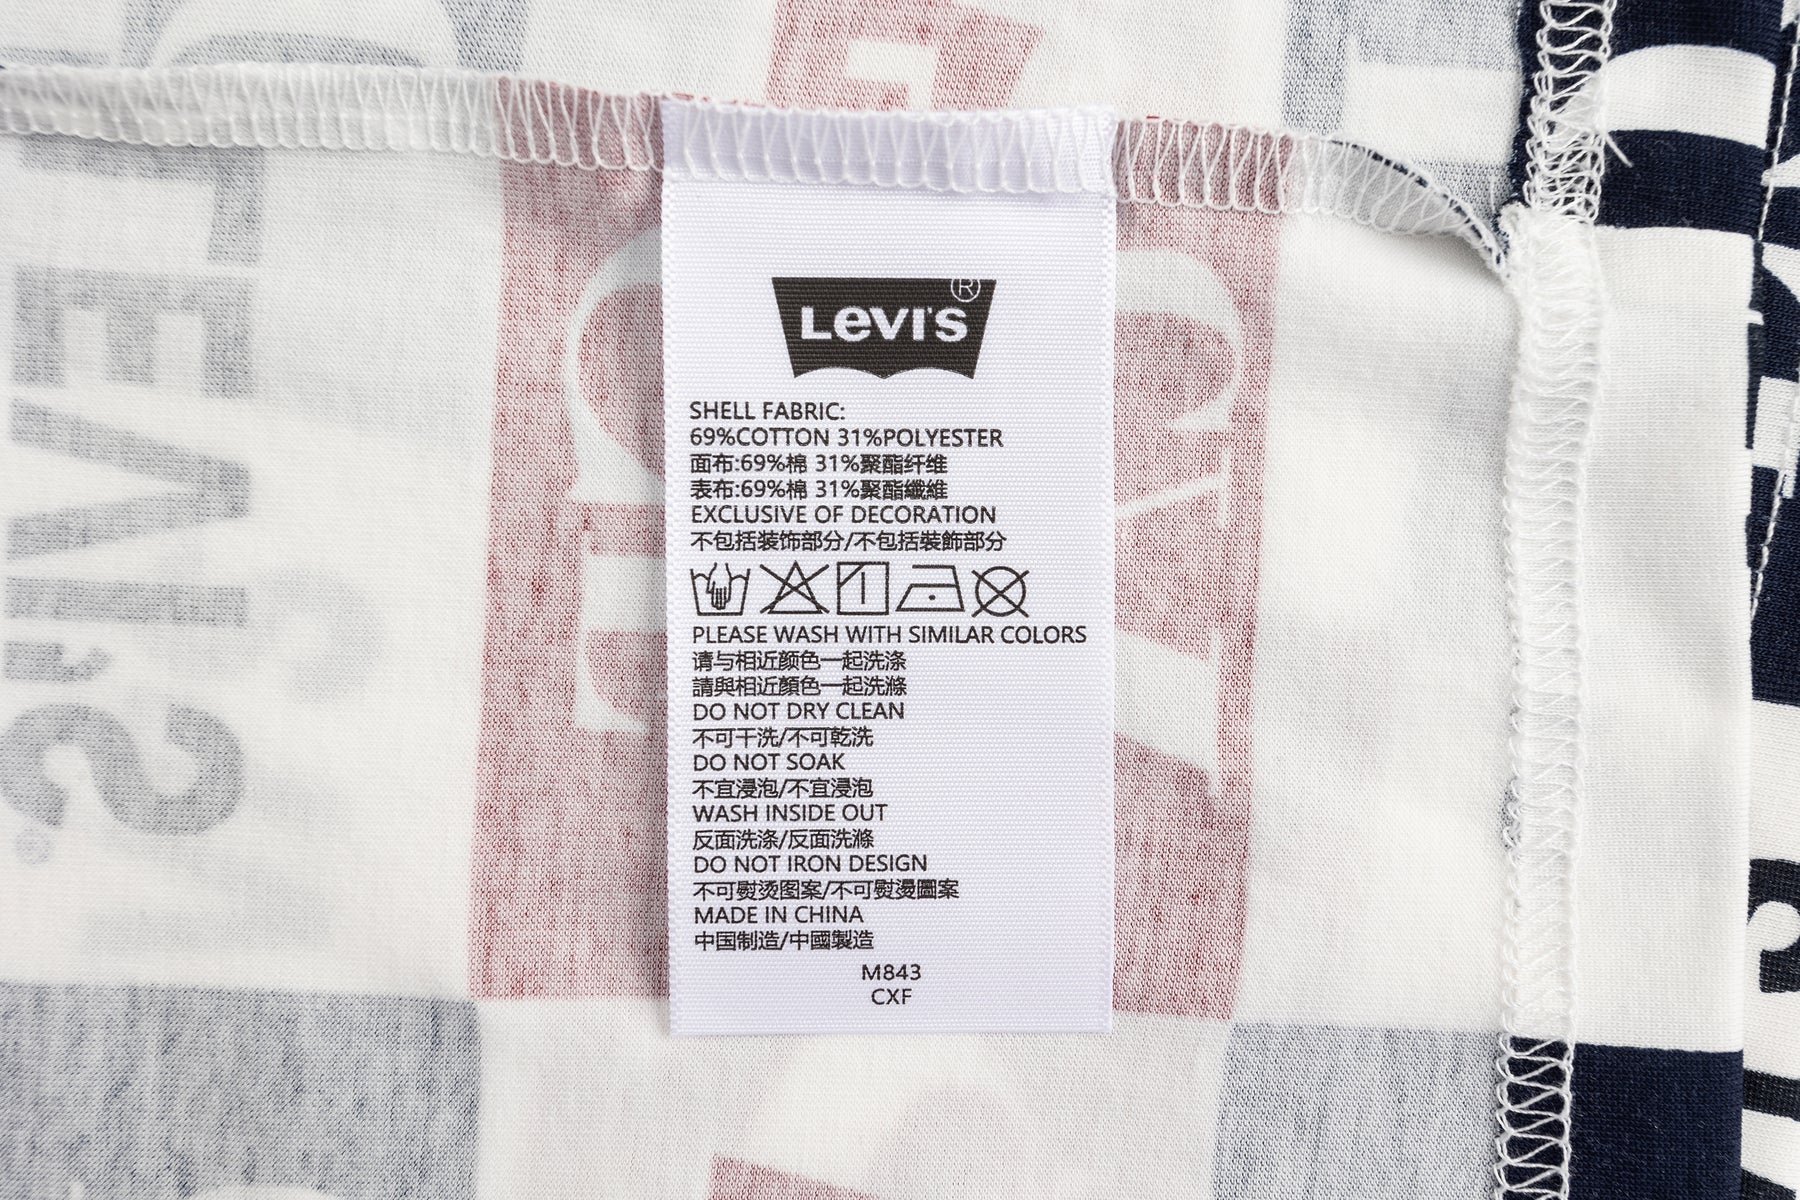 LEVI'S®
SHELL FABRIC:
69%COTTON 31%POLYESTER
面布:69%棉 31%聚酯纤维
表布:69%棉 31%聚酯纖維
EXCLUSIVE OF DECORATION
不包括装饰部分/不包括裝飾部分
PLEASE WASH WITH SIMILAR COLORS
请与相近颜色一起洗涤
請與相近顏色一起洗滌
DO NOT DRY CLEAN
不可干洗/不可乾洗
DO NOT SOAK
不宜浸泡/不宜浸泡
WASH INSIDE OUT
反面洗涤/反面洗滌
DO NOT IRON DESIGN
不可熨烫图案/不可熨燙圖案
MADE IN CHINA
中国制造/中國製造
M843
CXF